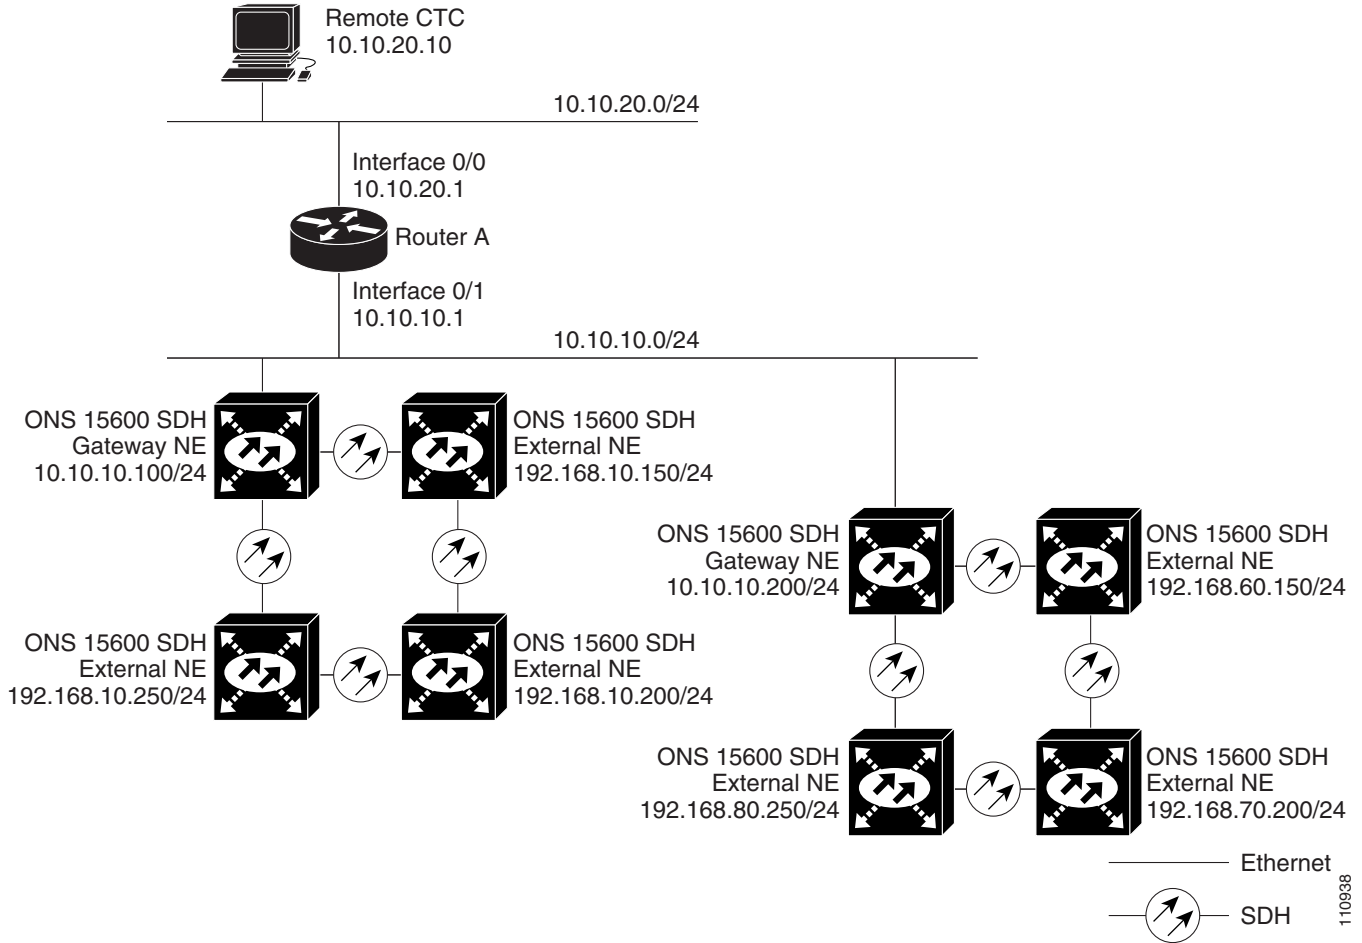 Remote CTC
10.10.20.10
10.10.20.0/24
Interface 0/0
10.10.20.1
Router A
Interface 0/1
10.10.10.1
10.10.10.0/24
ONS 15600 SDH
Gateway NE
10.10.10.100/24
ONS 15600 SDH
External NE
192.168.10.150/24
ONS 15600 SDH
Gateway NE
10.10.10.200/24
ONS 15600 SDH
External NE
192.168.60.150/24
ONS 15600 SDH
External NE
192.168.10.250/24
ONS 15600 SDH
External NE
192.168.10.200/24
ONS 15600 SDH
External NE
192.168.80.250/24
ONS 15600 SDH
External NE
192.168.70.200/24
Ethernet
SDH
110938